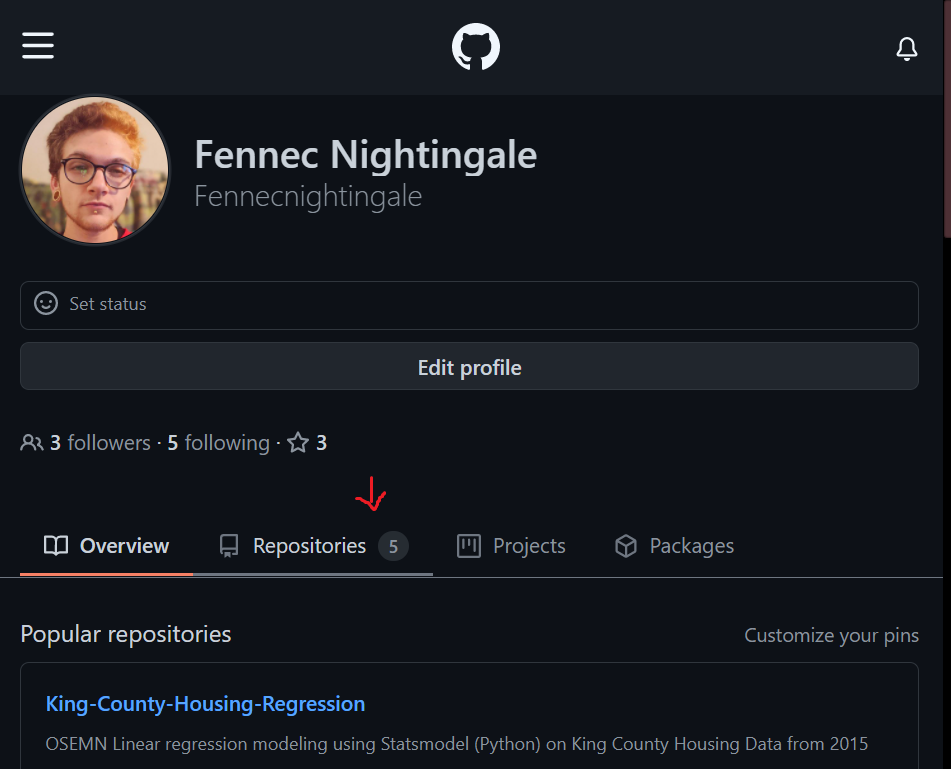 Fennec Nightingale
Fennecnightingale
Set status
Edit profile
3 followers · 5 following · 3
Overview Repositories 5 Projects Packages
Popular repositories Customize your pins
King-County-Housing-Regression
OSEMN Linear regression modeling using Statsmodel (Python) on King County Housing Data from 2015